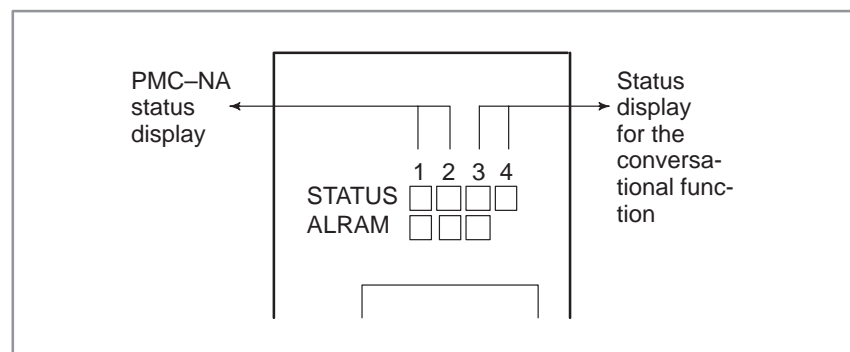 PMC–NA
status
display
Status
display
for the
conversa-
tional func-
tion
1 2 3 4
STATUS
ALRAM